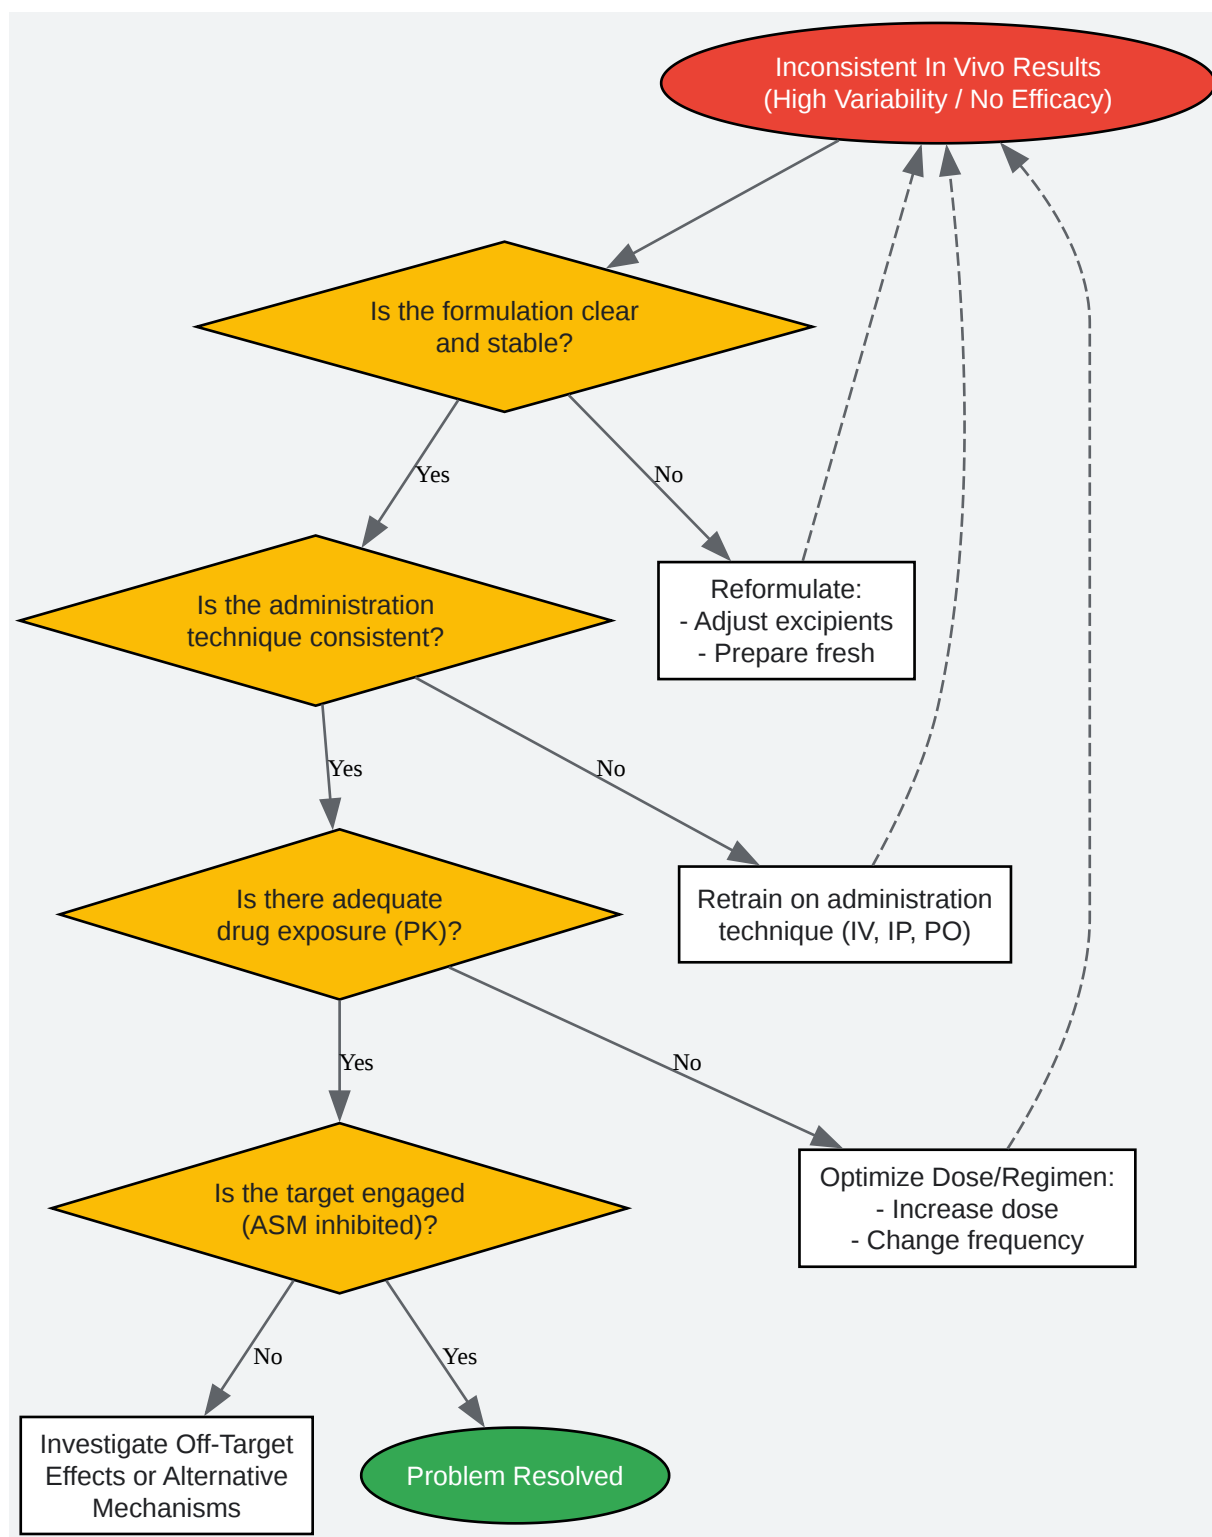 Inconsistent In Vivo Results
(High Variability / No Efficacy)
Is the formulation clear
and stable?
Yes
No
Is the administration
technique consistent?
Reformulate:
- Adjust excipients
- Prepare fresh
Yes
No
Is there adequate
drug exposure (PK)?
Retrain on administration
technique (IV, IP, PO)
Yes
No
Is the target engaged
(ASM inhibited)?
Optimize Dose/Regimen:
- Increase dose
- Change frequency
No
Yes
Investigate Off-Target
Effects or Alternative
Mechanisms
Problem Resolved